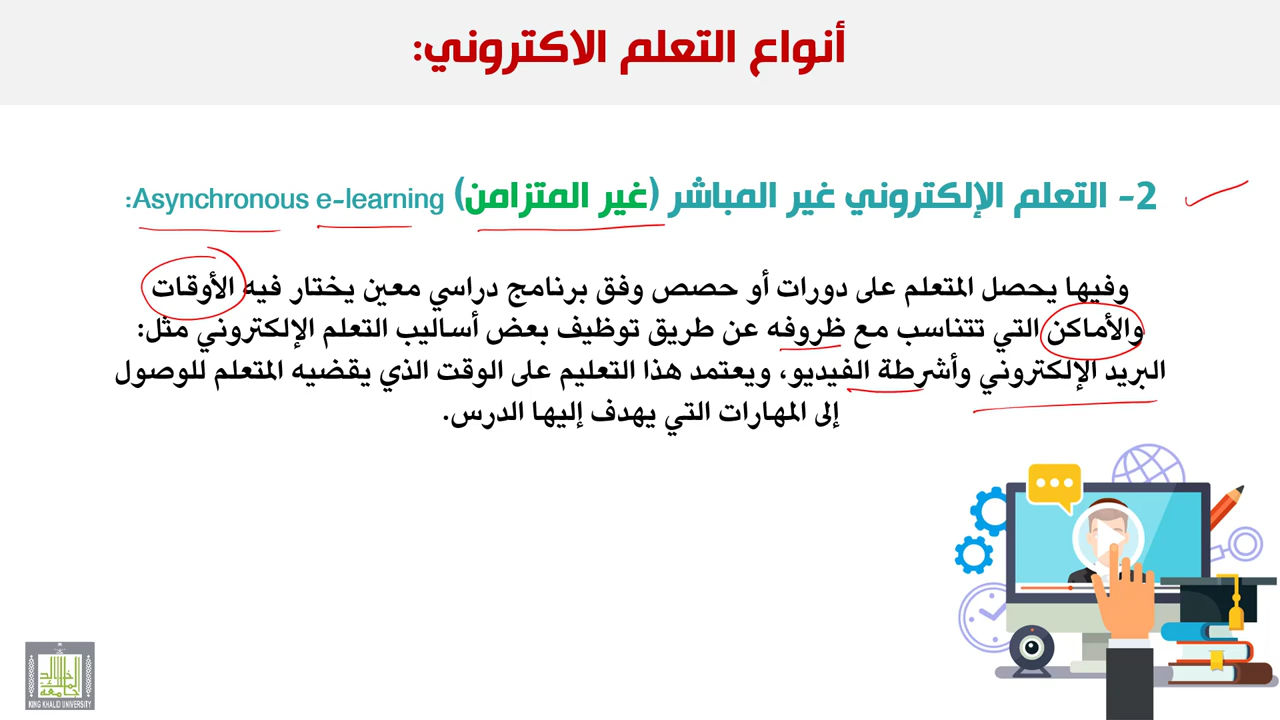 أنواع التعلم الاكتروني:
2- التعلم الإلكتروني غير المباشر (غير المتزامن) Asynchronous e-learning:
وفيها يحصل المتعلم على دورات أو حصص وفق برنامج دراسي معين يختار فيه الأوقات
والأماكن التي تتناسب مع ظروفه عن طريق توظيف بعض أساليب التعلم الإلكتروني مثل:
البريد الإلكتروني وأشرطة الفيديو، ويعتمد هذا التعليم على الوقت الذي يقضيه المتعلم للوصول
إلى المهارات التي يهدف إليها الدرس.
KING KHALID UNIVERSITY